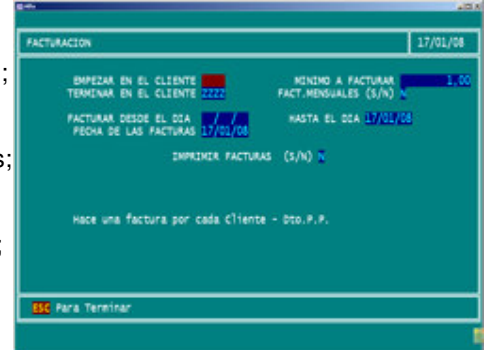 FACTURACION 17/01/08
EMPEZAR EN EL CLIENTE MINIMO A FACTURAR 1,00
TERMINAR EN EL CLIENTE ZZZZ FACT.MENSUALES (S/N) N
FACTURAR DESDE EL DIA / / HASTA EL DIA 17/01/08
FECHA DE LAS FACTURAS 17/01/08
IMPRIMIR FACTURAS (S/N) N
Hace una factura por cada Cliente - Dto.P.P.
ESC Para Terminar
;
s;